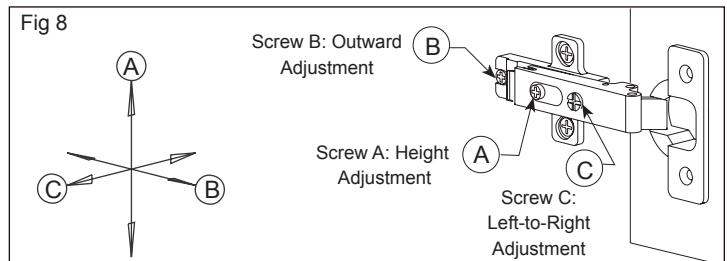 Fig 8
A
C
B
Screw B: Outward
Adjustment
B
Screw A: Height
Adjustment
A
C
Screw C:
Left-to-Right
Adjustment